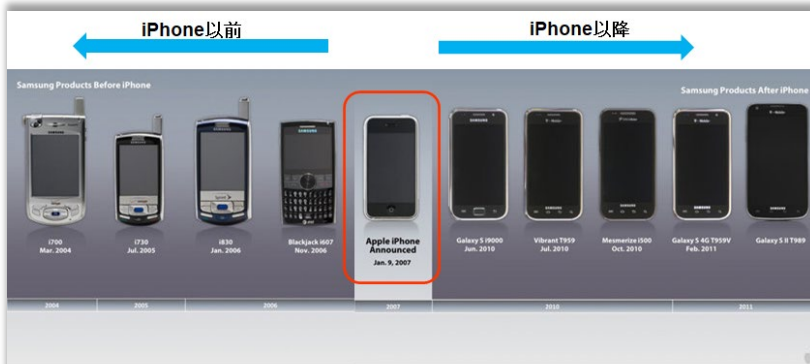 iPhone以前
iPhone以降
Samsung Products Before iPhone
Samsung Products After iPhone
i700
Mar. 2004
i730
Jul. 2005
i830
Jan. 2006
Blackjack i607
Nov. 2006
Apple iPhone
Announced
Jan. 9, 2007
Galaxy S i9000
Jun. 2010
Vibrant T959
Jul. 2010
Mesmerize i500
Oct. 2010
Galaxy S 4G T959V
Feb. 2011
Galaxy S II T989
2004
2005
2006
2007
2010
2011